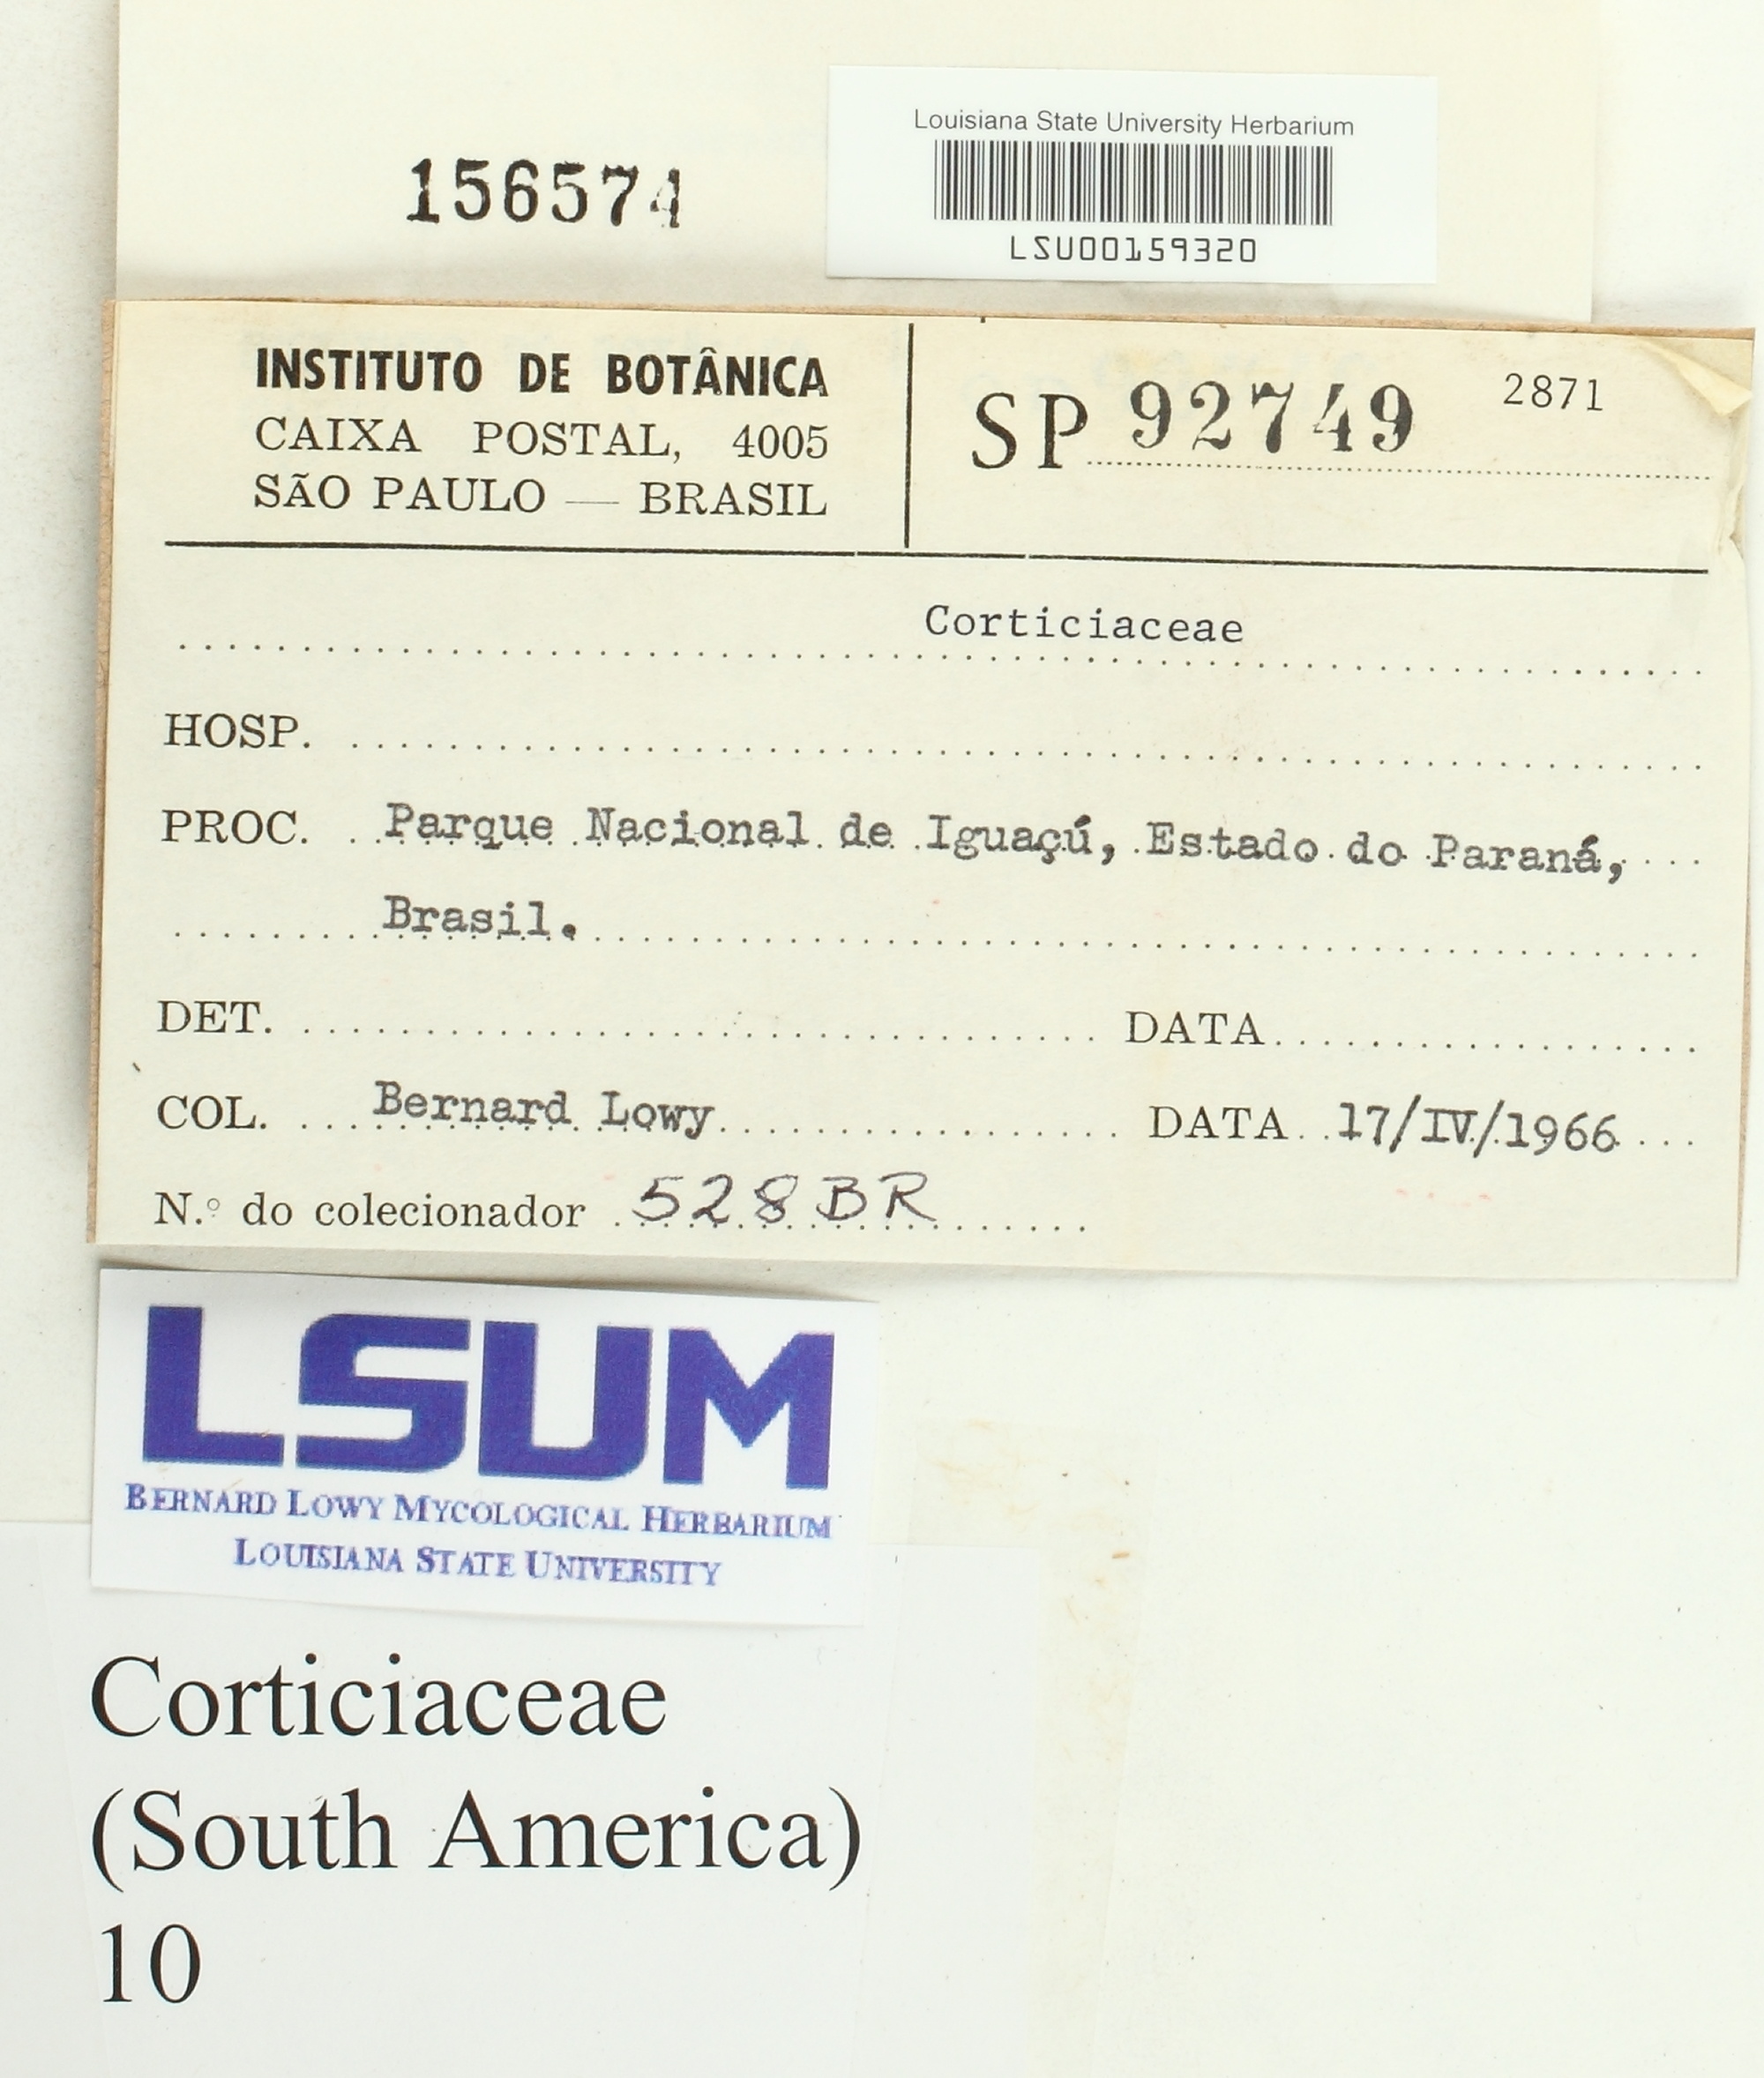 Louisiana State University Herbarium
156574
LSU00159320
INSTITUTO DE BOTÂNICA
CAIXA POSTAL, 4005
SÃO PAULO — BRASIL
SP 92749 2871
Corticiaceae
HOSP.
PROC. Parque Nacional de Iguaçú, Estado do Paraná,
Brasil.
DET. DATA
COL. Bernard Lowy DATA 17/IV/1966
N.º do colecionador 528BR
LSUM
BERNARD LOWY MYCOLOGICAL HERBARIUM
LOUISIANA STATE UNIVERSITY
Corticiaceae
(South America)
10